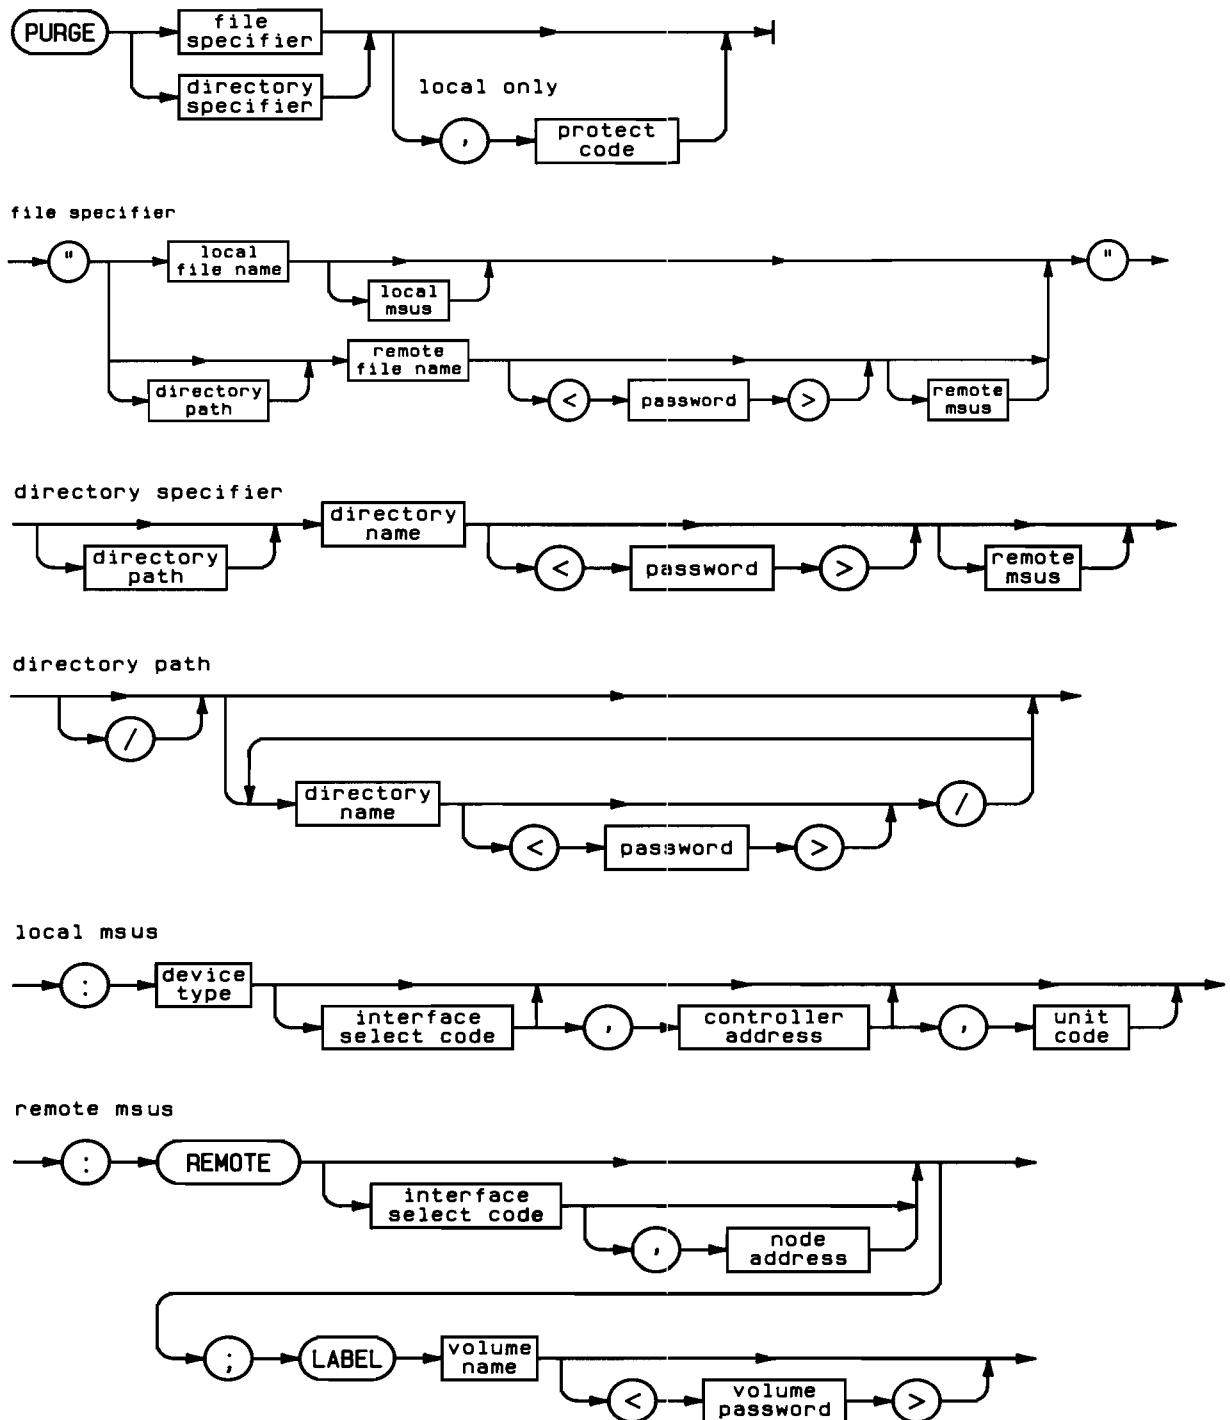 PURGE
file
specifier
directory
specifier
local only
,
protect
code
file specifier
"
local
file name
local
msus
"
directory
path
remote
file name
<
password
>
remote
msus
directory specifier
directory
path
directory
name
<
password
>
remote
msus
directory path
/
directory
name
<
password
>
/
local msus
:
device
type
interface
select code
,
controller
address
,
unit
code
remote msus
:
REMOTE
interface
select code
,
node
address
;
LABEL
volume
name
<
volume
password
>